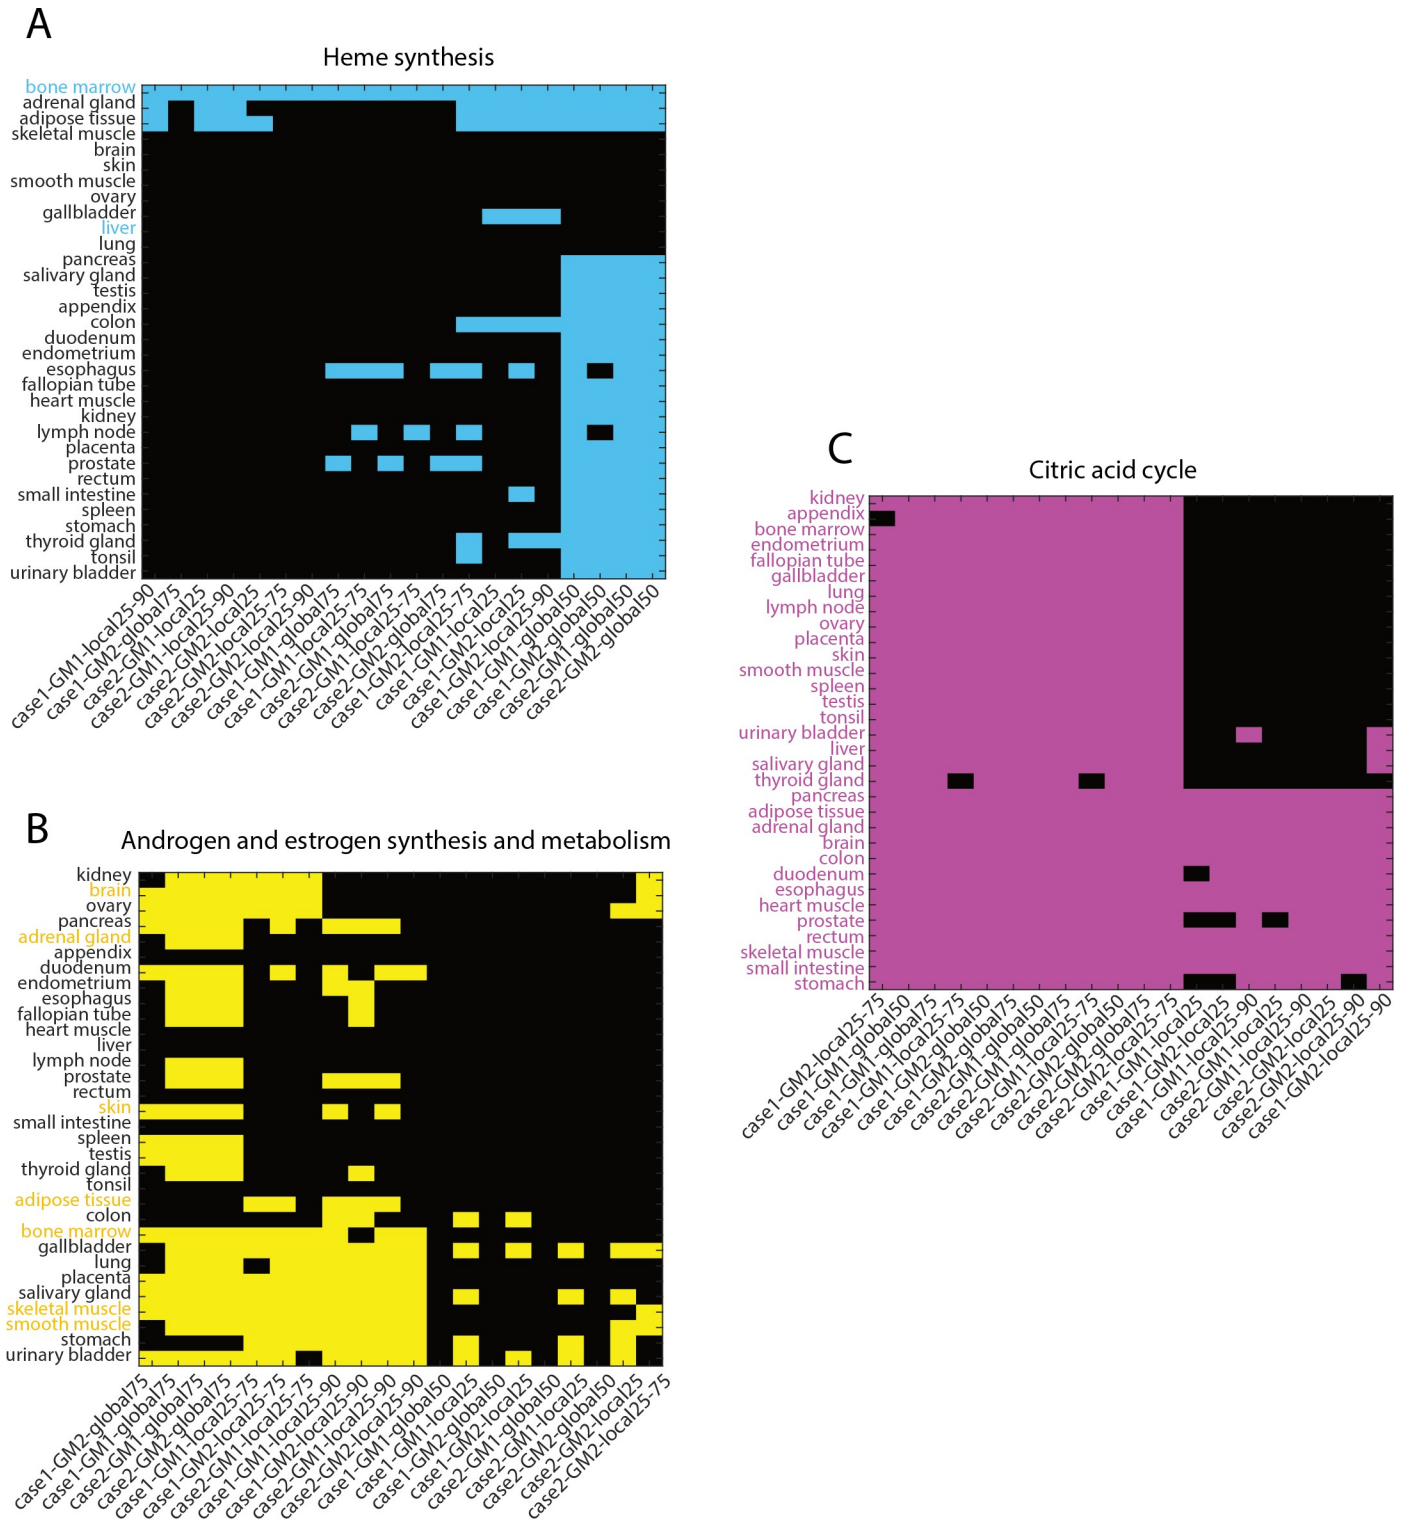 A
Heme synthesis
bone marrow
adrenal gland
adipose tissue
skeletal muscle
brain
skin
smooth muscle
ovary
gallbladder
liver
lung
pancreas
salivary gland
testis
appendix
colon
duodenum
endometrium
esophagus
fallopian tube
heart muscle
kidney
lymph node
placenta
prostate
rectum
small intestine
spleen
stomach
thyroid gland
tonsil
urinary bladder
case1-GM1-local25-90
case1-GM2-global75
case2-GM1-local25
case2-GM1-local25-90
case2-GM2-local25
case2-GM2-local25-75
case2-GM2-local25-90
case1-GM1-global75
case1-GM1-local25-75
case2-GM1-global75
case2-GM1-local25-75
case2-GM2-global75
case1-GM2-local25-75
case1-GM1-local25
case1-GM2-local25
case1-GM2-local25-90
case1-GM1-global50
case1-GM2-global50
case2-GM1-global50
case2-GM2-global50
B
Androgen and estrogen synthesis and metabolism
kidney
brain
ovary
pancreas
adrenal gland
appendix
duodenum
endometrium
esophagus
fallopian tube
heart muscle
liver
lymph node
prostate
rectum
skin
small intestine
spleen
testis
thyroid gland
tonsil
adipose tissue
colon
bone marrow
gallbladder
lung
placenta
salivary gland
skeletal muscle
smooth muscle
stomach
urinary bladder
case1-GM2-global75
case1-GM1-global75
case2-GM1-global75
case2-GM2-global75
case1-GM1-local25-75
case1-GM2-local25-75
case2-GM1-local25-75
case1-GM1-local25-90
case1-GM2-local25-90
case2-GM1-local25-90
case2-GM2-local25-90
case1-GM1-global50
case1-GM1-local25
case1-GM2-global50
case1-GM2-local25
case2-GM1-global50
case2-GM1-local25
case2-GM2-global50
case2-GM2-local25
case2-GM2-local25-75
C
Citric acid cycle
kidney
appendix
bone marrow
endometrium
fallopian tube
gallbladder
lung
lymph node
ovary
placenta
skin
smooth muscle
spleen
testis
tonsil
urinary bladder
liver
salivary gland
thyroid gland
pancreas
adipose tissue
adrenal gland
brain
colon
duodenum
esophagus
heart muscle
prostate
rectum
skeletal muscle
small intestine
stomach
case1-GM2-local25-75
case1-GM1-global50
case1-GM1-global75
case1-GM1-local25-75
case1-GM2-global50
case1-GM2-global75
case2-GM1-global50
case2-GM1-global75
case2-GM1-local25-75
case2-GM2-global50
case2-GM2-global75
case2-GM2-local25-75
case1-GM1-local25
case1-GM2-local25
case1-GM1-local25-90
case2-GM1-local25
case2-GM1-local25-90
case2-GM2-local25
case2-GM2-local25-90
case1-GM2-local25-90